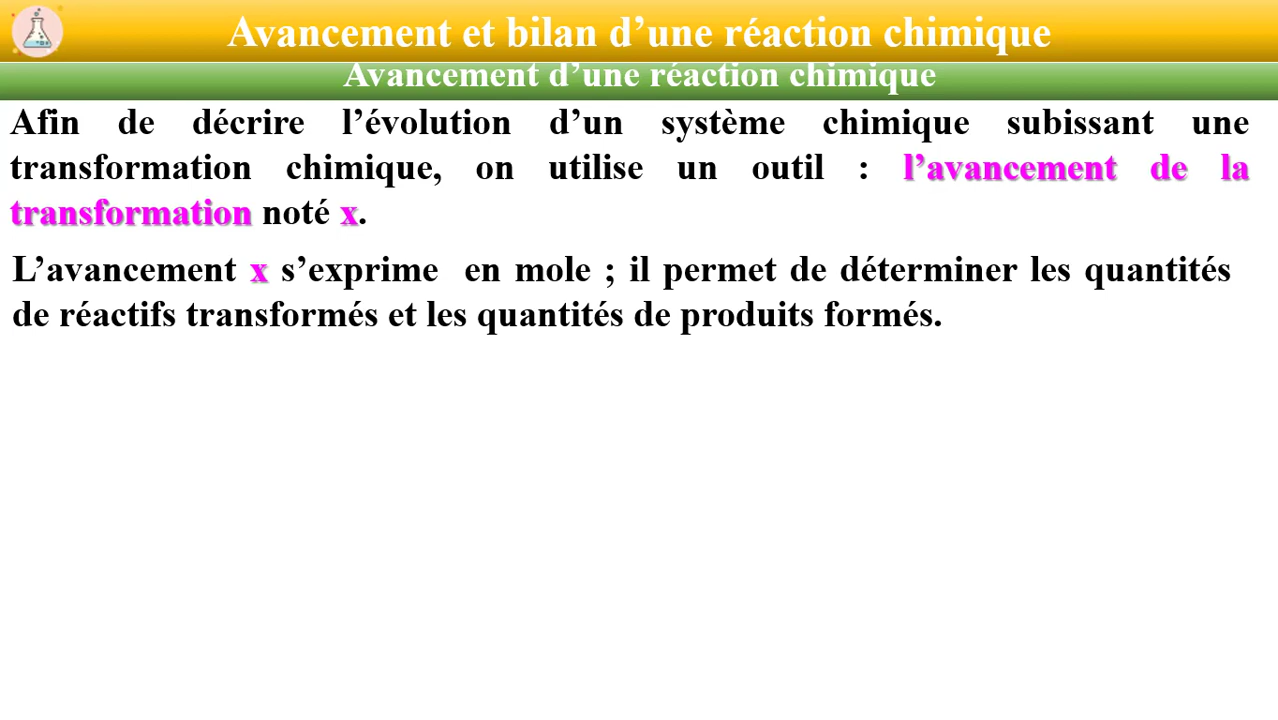 Avancement et bilan d’une réaction chimique
Avancement d’une réaction chimique
Afin de décrire l’évolution d’un système chimique subissant une
transformation chimique, on utilise un outil : l’avancement de la
transformation noté x.
L’avancement x s’exprime en mole ; il permet de déterminer les quantités
de réactifs transformés et les quantités de produits formés.